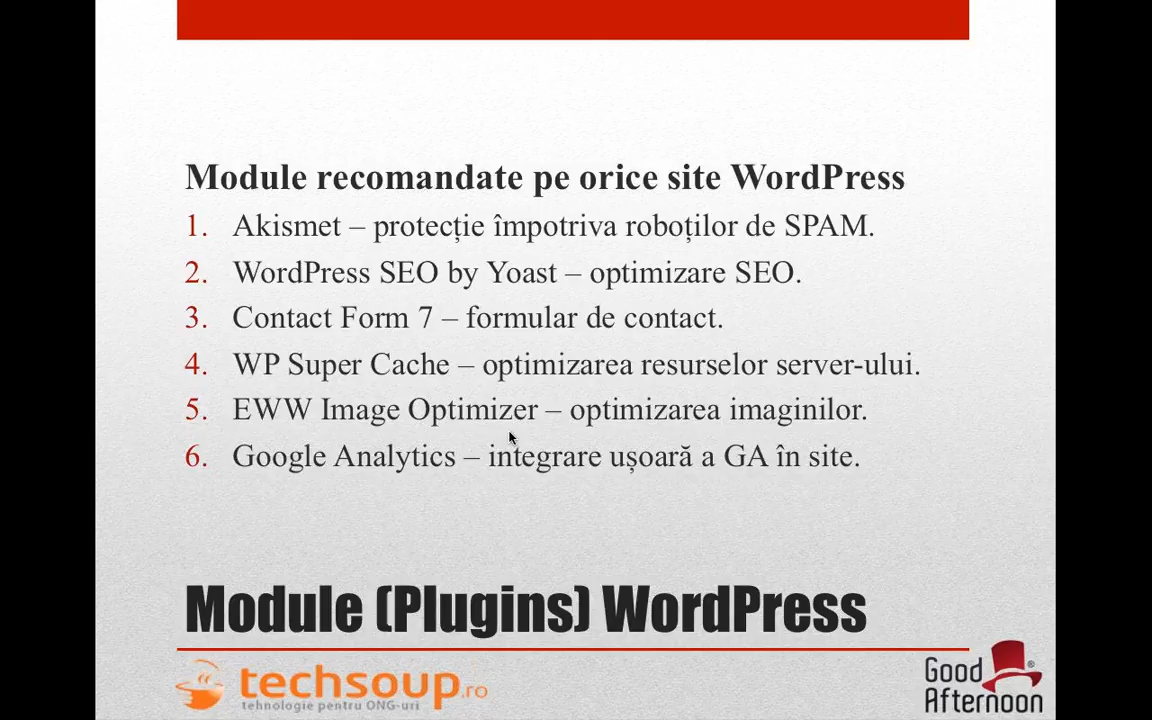 Module recomandate pe orice site WordPress
1. Akismet – protecție împotriva roboților de SPAM.
2. WordPress SEO by Yoast – optimizare SEO.
3. Contact Form 7 – formular de contact.
4. WP Super Cache – optimizarea resurselor server-ului.
5. EWW Image Optimizer – optimizarea imaginilor.
6. Google Analytics – integrare ușoară a GA în site.
Module (Plugins) WordPress
techsoup.ro
tehnologie pentru ONG-uri
Good ®
Afternoon